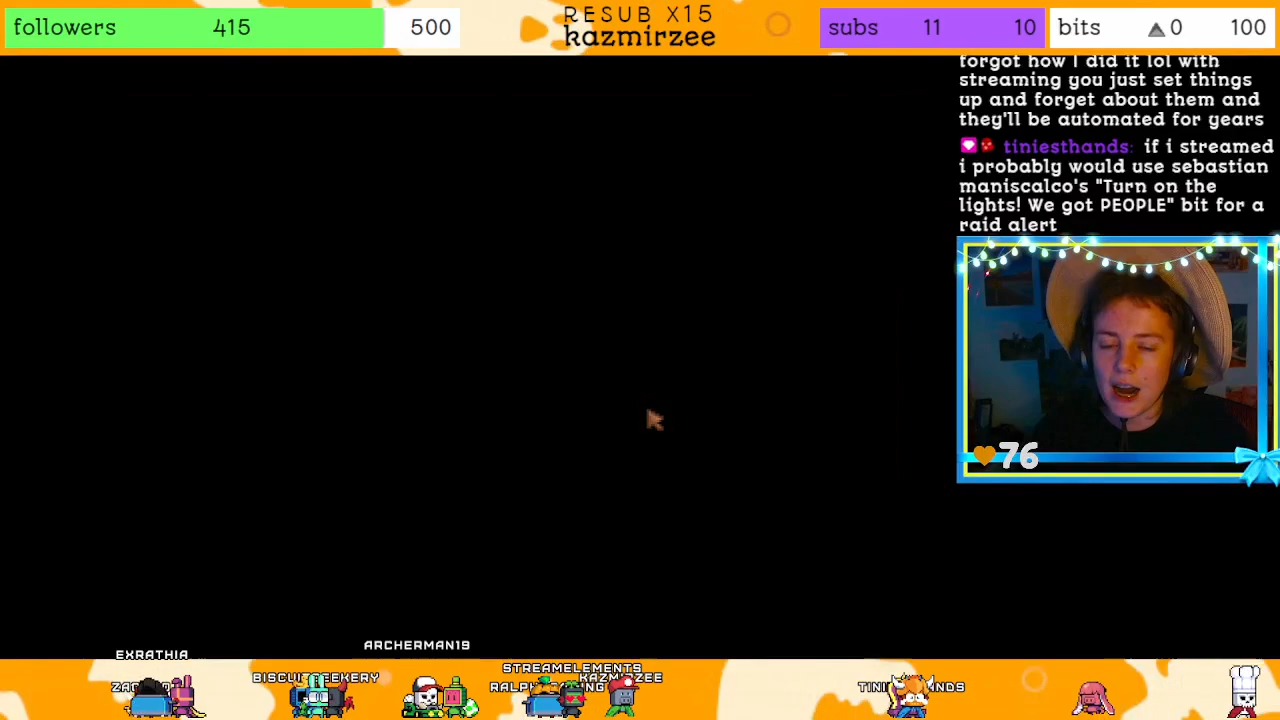 followers 415 500
RESUB X15
kazmirzee
subs 11 10
bits 0 100
forgot how I did it lol with
streaming you just set things
up and forget about them and
they'll be automated for years
tiniesthands: if i streamed
i probably would use sebastian
maniscalco's "Turn on the
lights! We got PEOPLE" bit for a
raid alert
76
ARCHERMAN19
EXRATHIA
STREAMELEMENTS
KAZMIRZEE